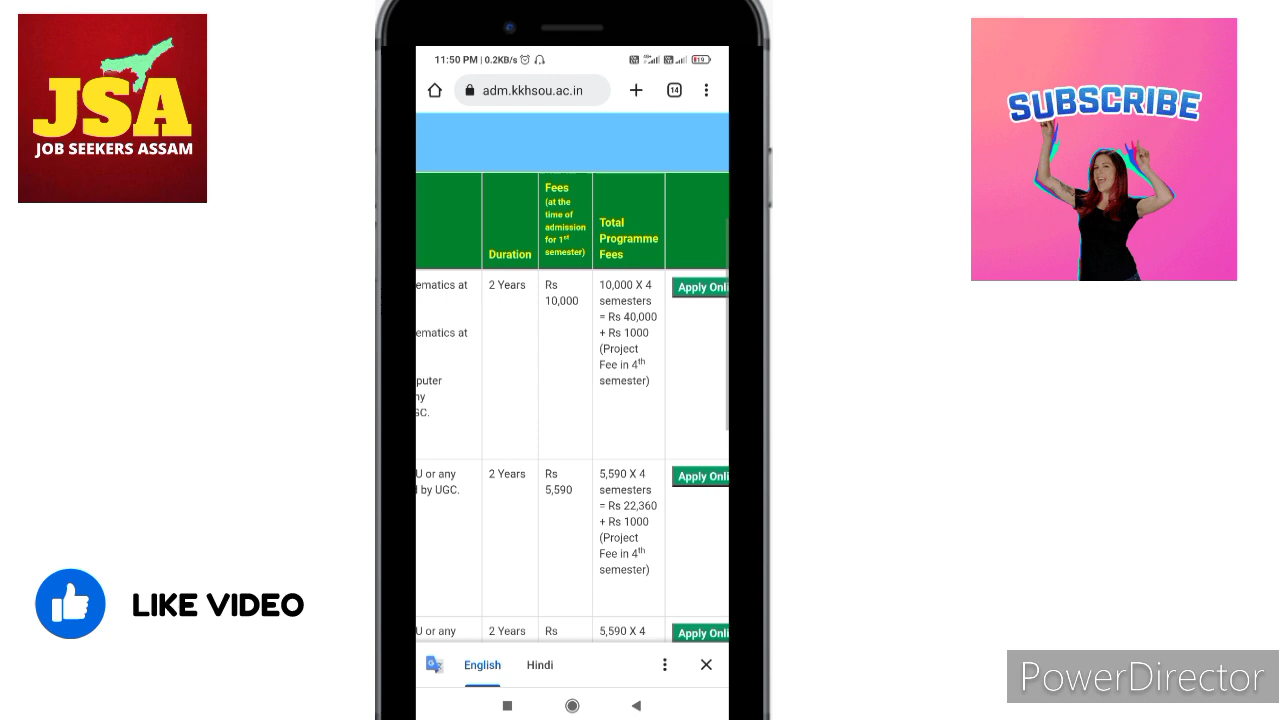 JSA
JOB SEEKERS ASSAM
SUBSCRIBE
11:50 PM | 0.2KB/s
19
adm.kkhsou.ac.in
14
Duration
Fees
(at the
time of
admission
for 1st
semester)
Total
Programme
Fees
ematics at
ematics at
puter
ny
GC.
2 Years
Rs
10,000
10,000 X 4
semesters
= Rs 40,000
+ Rs 1000
(Project
Fee in 4th
semester)
Apply Onli
U or any
l by UGC.
2 Years
Rs
5,590
5,590 X 4
semesters
= Rs 22,360
+ Rs 1000
(Project
Fee in 4th
semester)
Apply Onli
U or any
2 Years
Rs
5,590 X 4
Apply Onli
English
Hindi
LIKE VIDEO
PowerDirector